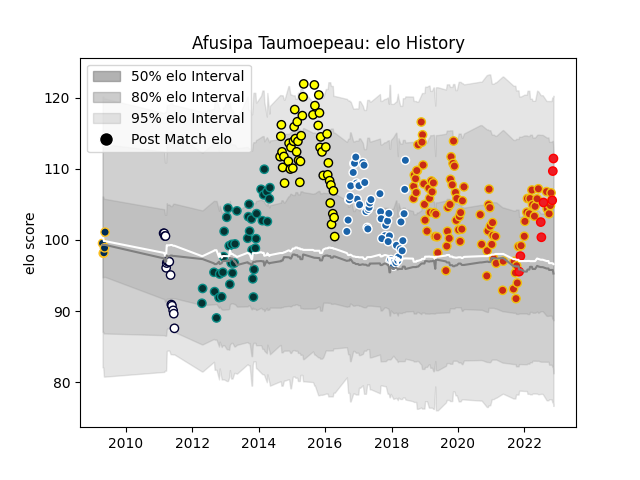 Afusipa Taumoepeau: elo History
50% elo Interval
80% elo Interval
95% elo Interval
Post Match elo
elo score
120
110
100
90
80
2010 2012 2014 2016 2018 2020 2022